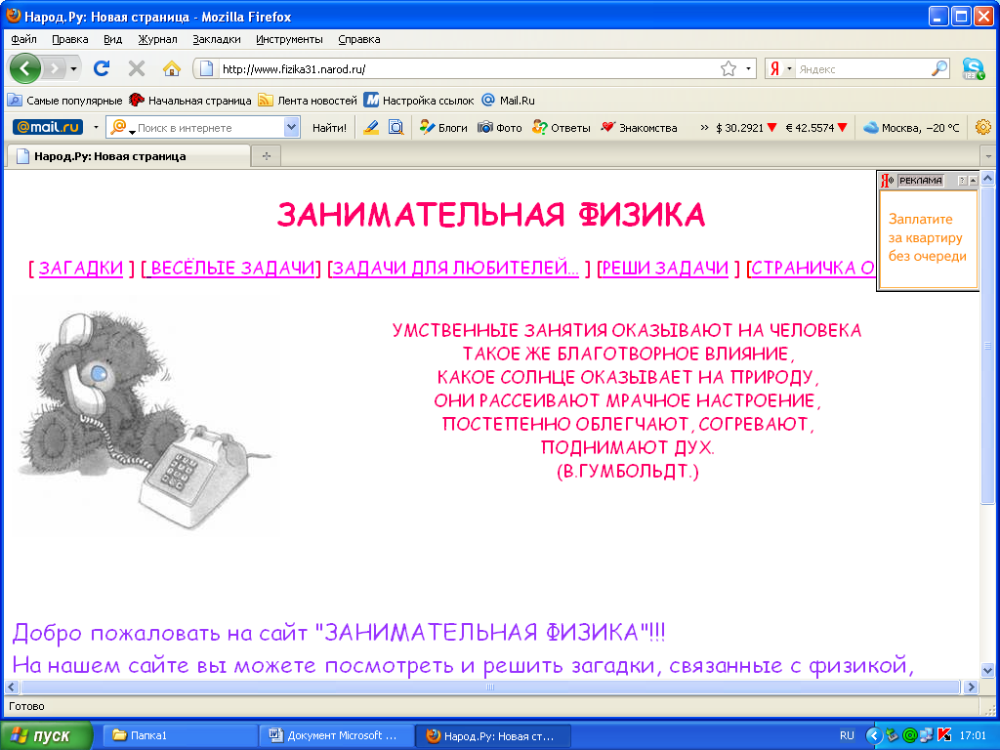 Народ.Ру: Новая страница - Mozilla Firefox
Файл Правка Вид Журнал Закладки Инструменты Справка
http://www.fizika31.narod.ru/ Яндекс
Самые популярные Начальная страница Лента новостей Настройка ссылок Mail.Ru
@mail.ru Поиск в интернете Найти! Блоги Фото Ответы Знакомства » $ 30.2921 € 42.5574 Москва, −20 °C
Народ.Ру: Новая страница
Я РЕКЛАМА ?
Заплатите
за квартиру
без очереди
ЗАНИМАТЕЛЬНАЯ ФИЗИКА
[ ЗАГАДКИ ] [ ВЕСЁЛЫЕ ЗАДАЧИ] [ЗАДАЧИ ДЛЯ ЛЮБИТЕЛЕЙ... ] [РЕШИ ЗАДАЧИ ] [СТРАНИЧКА О
УМСТВЕННЫЕ ЗАНЯТИЯ ОКАЗЫВАЮТ НА ЧЕЛОВЕКА
ТАКОЕ ЖЕ БЛАГОТВОРНОЕ ВЛИЯНИЕ,
КАКОЕ СОЛНЦЕ ОКАЗЫВАЕТ НА ПРИРОДУ,
ОНИ РАССЕИВАЮТ МРАЧНОЕ НАСТРОЕНИЕ,
ПОСТЕПЕННО ОБЛЕГЧАЮТ, СОГРЕВАЮТ,
ПОДНИМАЮТ ДУХ.
(В.ГУМБОЛЬДТ.)
Добро пожаловать на сайт "ЗАНИМАТЕЛЬНАЯ ФИЗИКА"!!!
На нашем сайте вы можете посмотреть и решить загадки, связанные с физикой,
Готово
пуск Папка1 Документ Microsoft ... Народ.Ру: Новая ст... RU 17:01